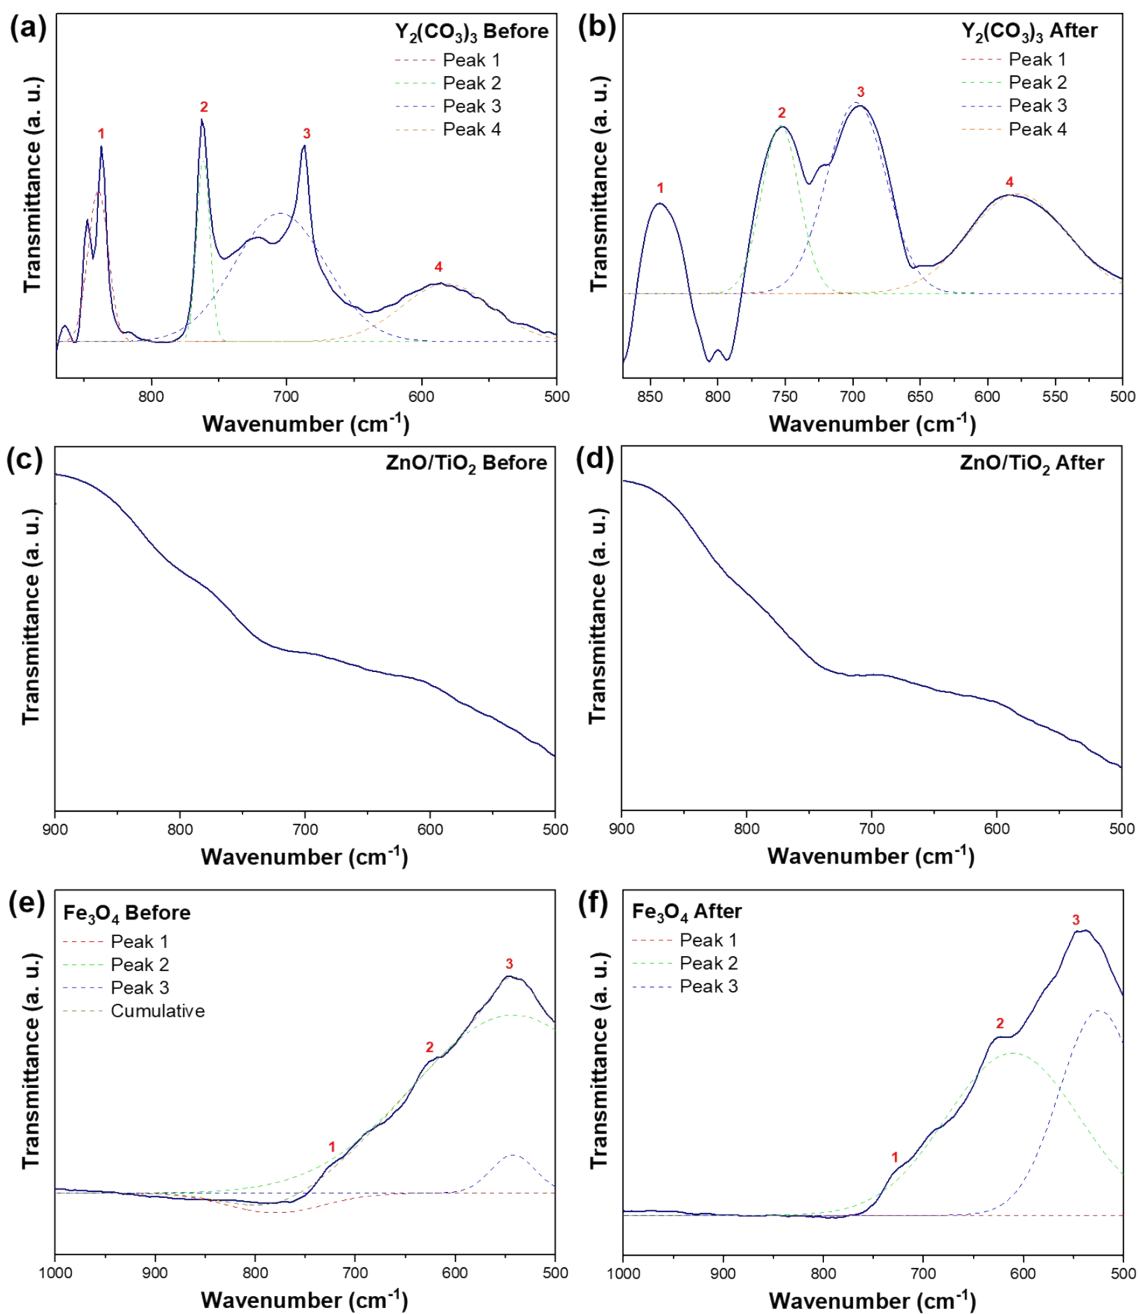 (a)
Y₂(CO₃)₃ Before
Peak 1
Peak 2
Peak 3
Peak 4
1
2
3
4
Transmittance (a. u.)
800
700
600
500
Wavenumber (cm⁻¹)
(b)
Y₂(CO₃)₃ After
Peak 1
Peak 2
Peak 3
Peak 4
1
2
3
4
Transmittance (a. u.)
850
800
750
700
650
600
550
500
Wavenumber (cm⁻¹)
(c)
ZnO/TiO₂ Before
Transmittance (a. u.)
900
800
700
600
500
Wavenumber (cm⁻¹)
(d)
ZnO/TiO₂ After
Transmittance (a. u.)
900
800
700
600
500
Wavenumber (cm⁻¹)
(e)
Fe₃O₄ Before
Peak 1
Peak 2
Peak 3
Cumulative
1
2
3
Transmittance (a. u.)
1000
900
800
700
600
500
Wavenumber (cm⁻¹)
(f)
Fe₃O₄ After
Peak 1
Peak 2
Peak 3
1
2
3
Transmittance (a. u.)
1000
900
800
700
600
500
Wavenumber (cm⁻¹)